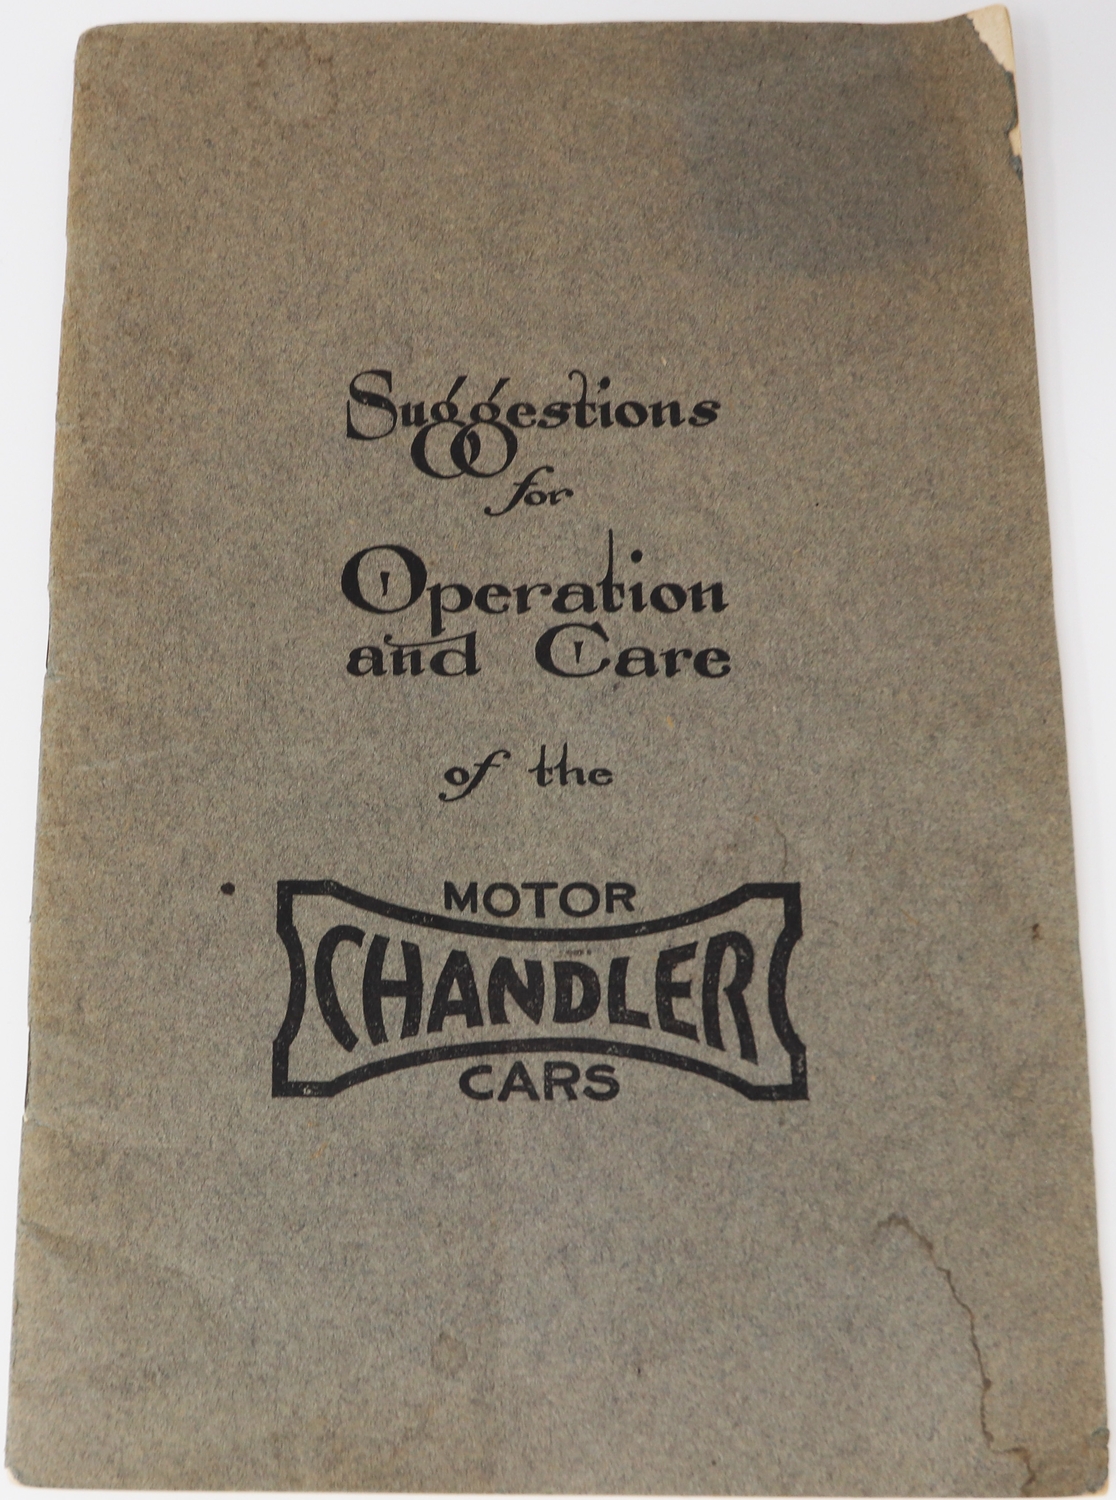 Suggestions
for
Operation
and Care
of the
MOTOR
CHANDLER
CARS